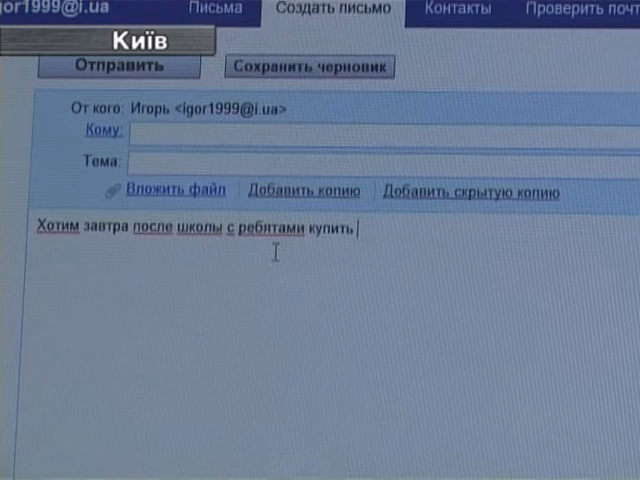 gor1999@i.ua Письма Создать письмо Контакты Проверить почт
Київ
Отправить Сохранить черновик
От кого: Игорь <igor1999@i.ua>
Кому:
Тема:
Вложить файл Добавить копию Добавить скрытую копию
Хотим завтра после школы с ребятами купить